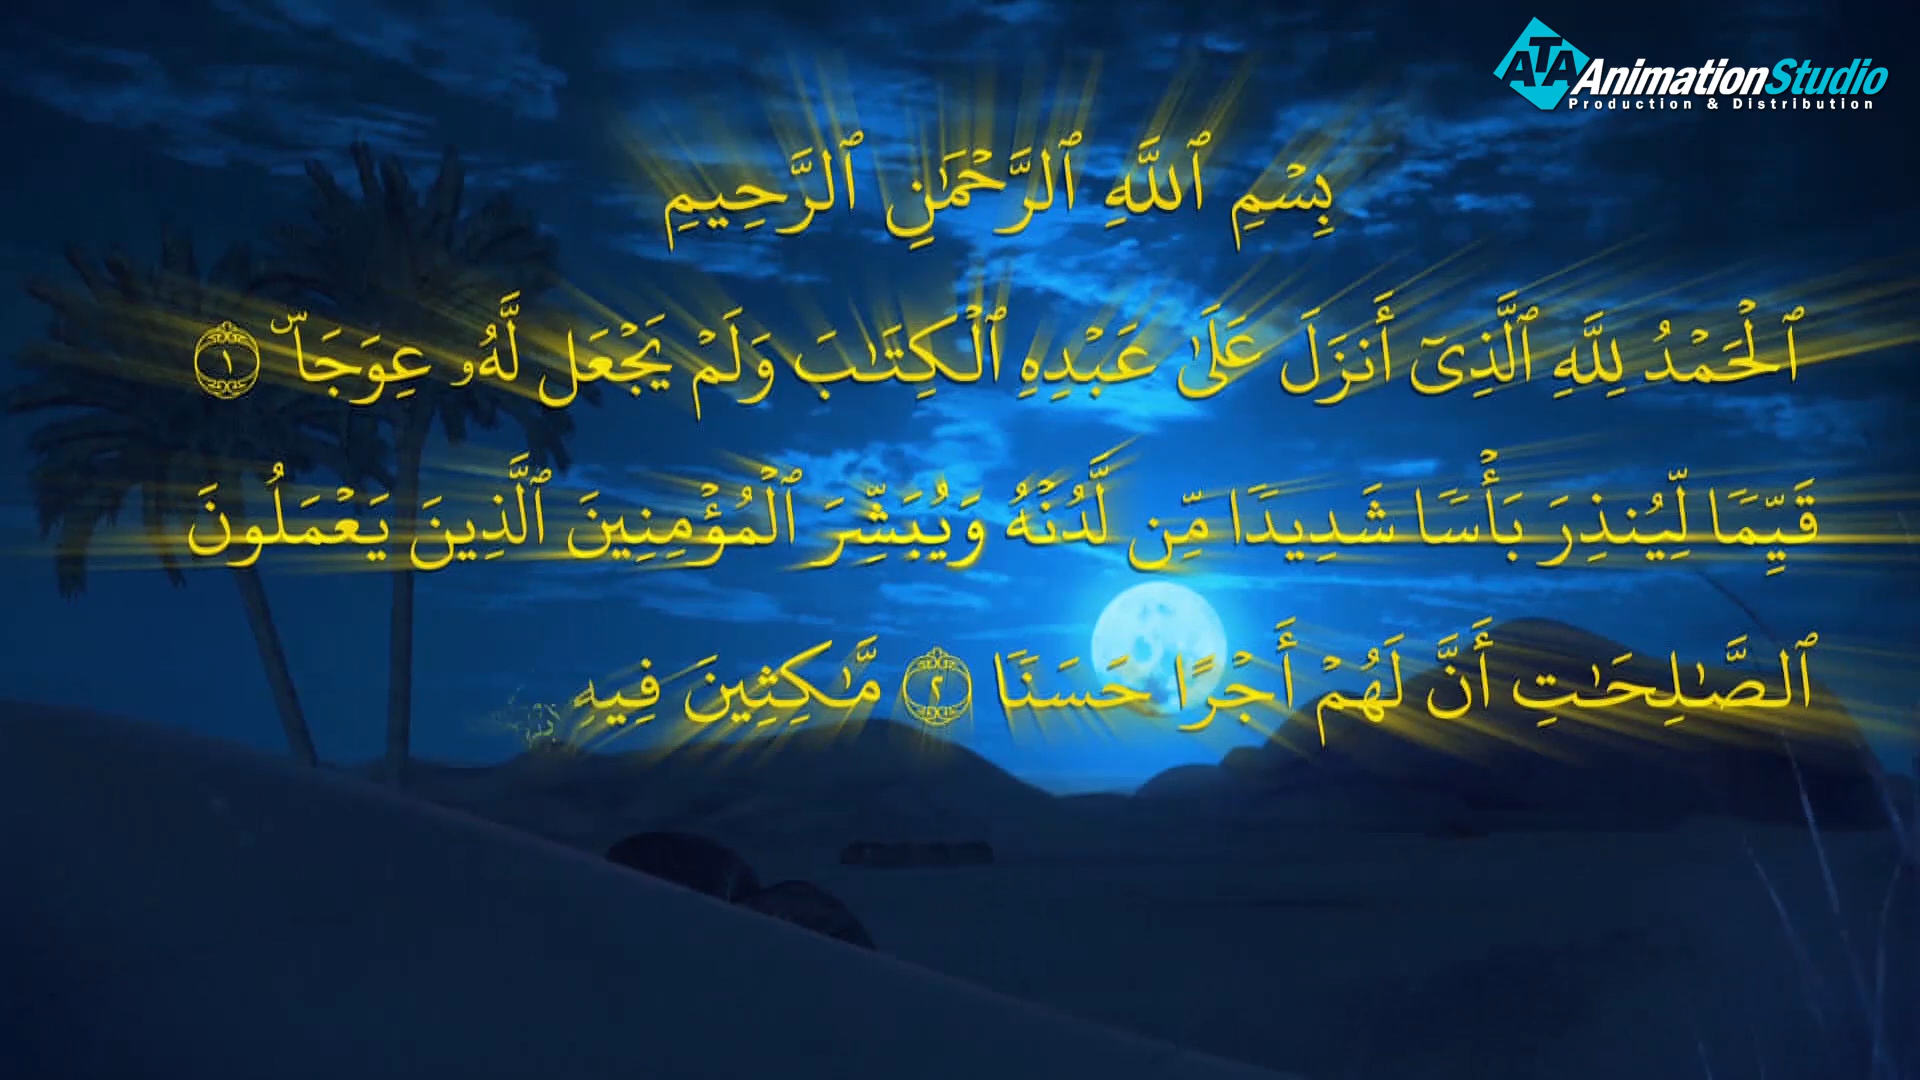 ATA AnimationStudio
Production & Distribution
بِسْمِ ٱللَّهِ ٱلرَّحْمَٰنِ ٱلرَّحِيمِ
ٱلْحَمْدُ لِلَّهِ ٱلَّذِىٓ أَنزَلَ عَلَىٰ عَبْدِهِ ٱلْكِتَٰبَ وَلَمْ يَجْعَل لَّهُۥ عِوَجَاۜ ١
قَيِّمًا لِّيُنذِرَ بَأْسًا شَدِيدًا مِّن لَّدُنْهُ وَيُبَشِّرَ ٱلْمُؤْمِنِينَ ٱلَّذِينَ يَعْمَلُونَ
ٱلصَّٰلِحَٰتِ أَنَّ لَهُمْ أَجْرًا حَسَنًا ٢ مَّٰكِثِينَ فِيهِ